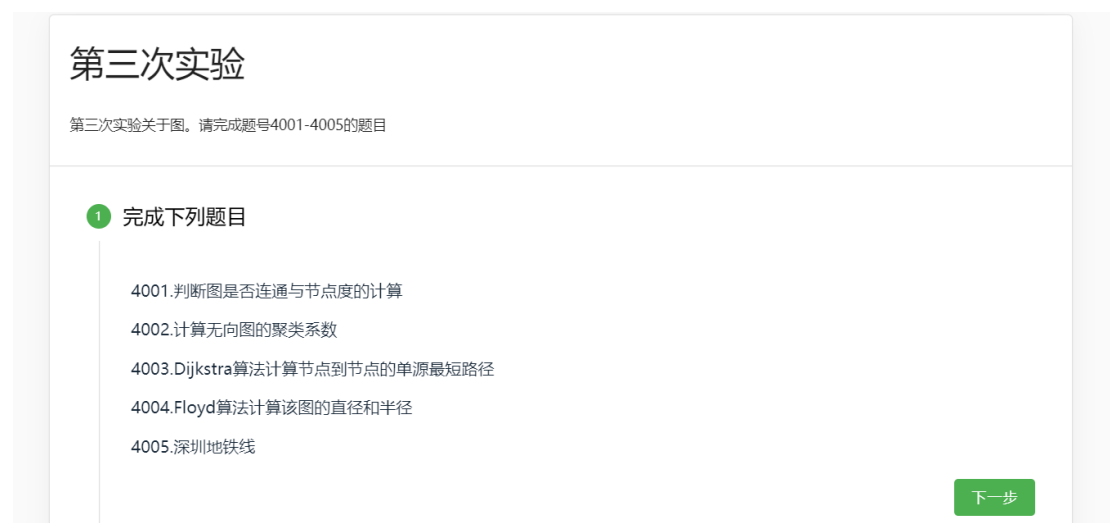 第三次实验
第三次实验关于图。请完成题号4001-4005的题目
1 完成下列题目
4001.判断图是否连通与节点度的计算
4002.计算无向图的聚类系数
4003.Dijkstra算法计算节点到节点的单源最短路径
4004.Floyd算法计算该图的直径和半径
4005.深圳地铁线
下一步